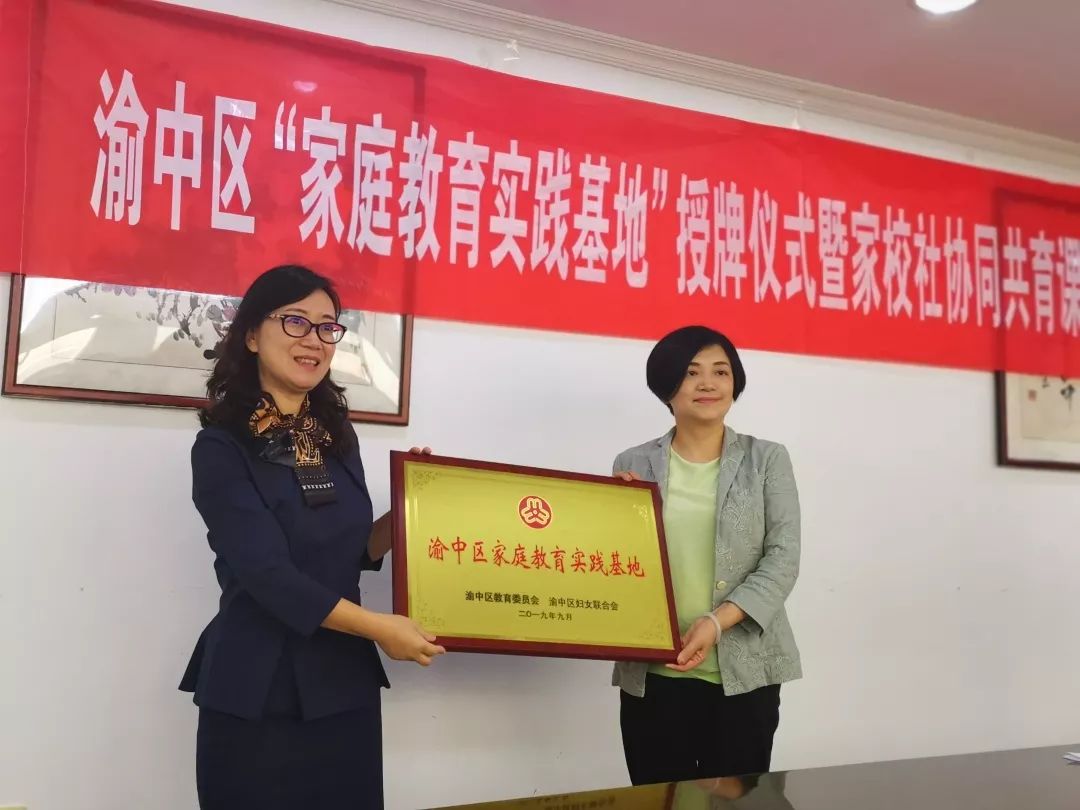 渝中区“家庭教育实践基地”授牌仪式暨家校社协同共育课
渝中区家庭教育实践基地
渝中区教育委员会 渝中区妇女联合会
二〇一九年九月